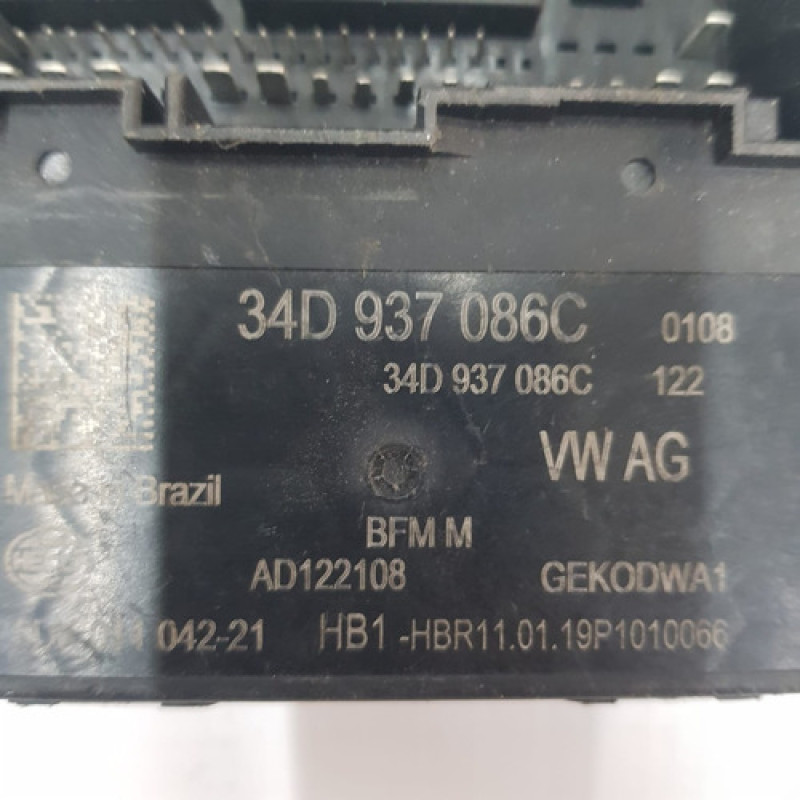 34D 937 086C 0108
34D 937 086C 122
VW AG
Brazil
BFM M
AD122108 GEKODWA1
042-21 HB1 -HBR11.01.19P1010066